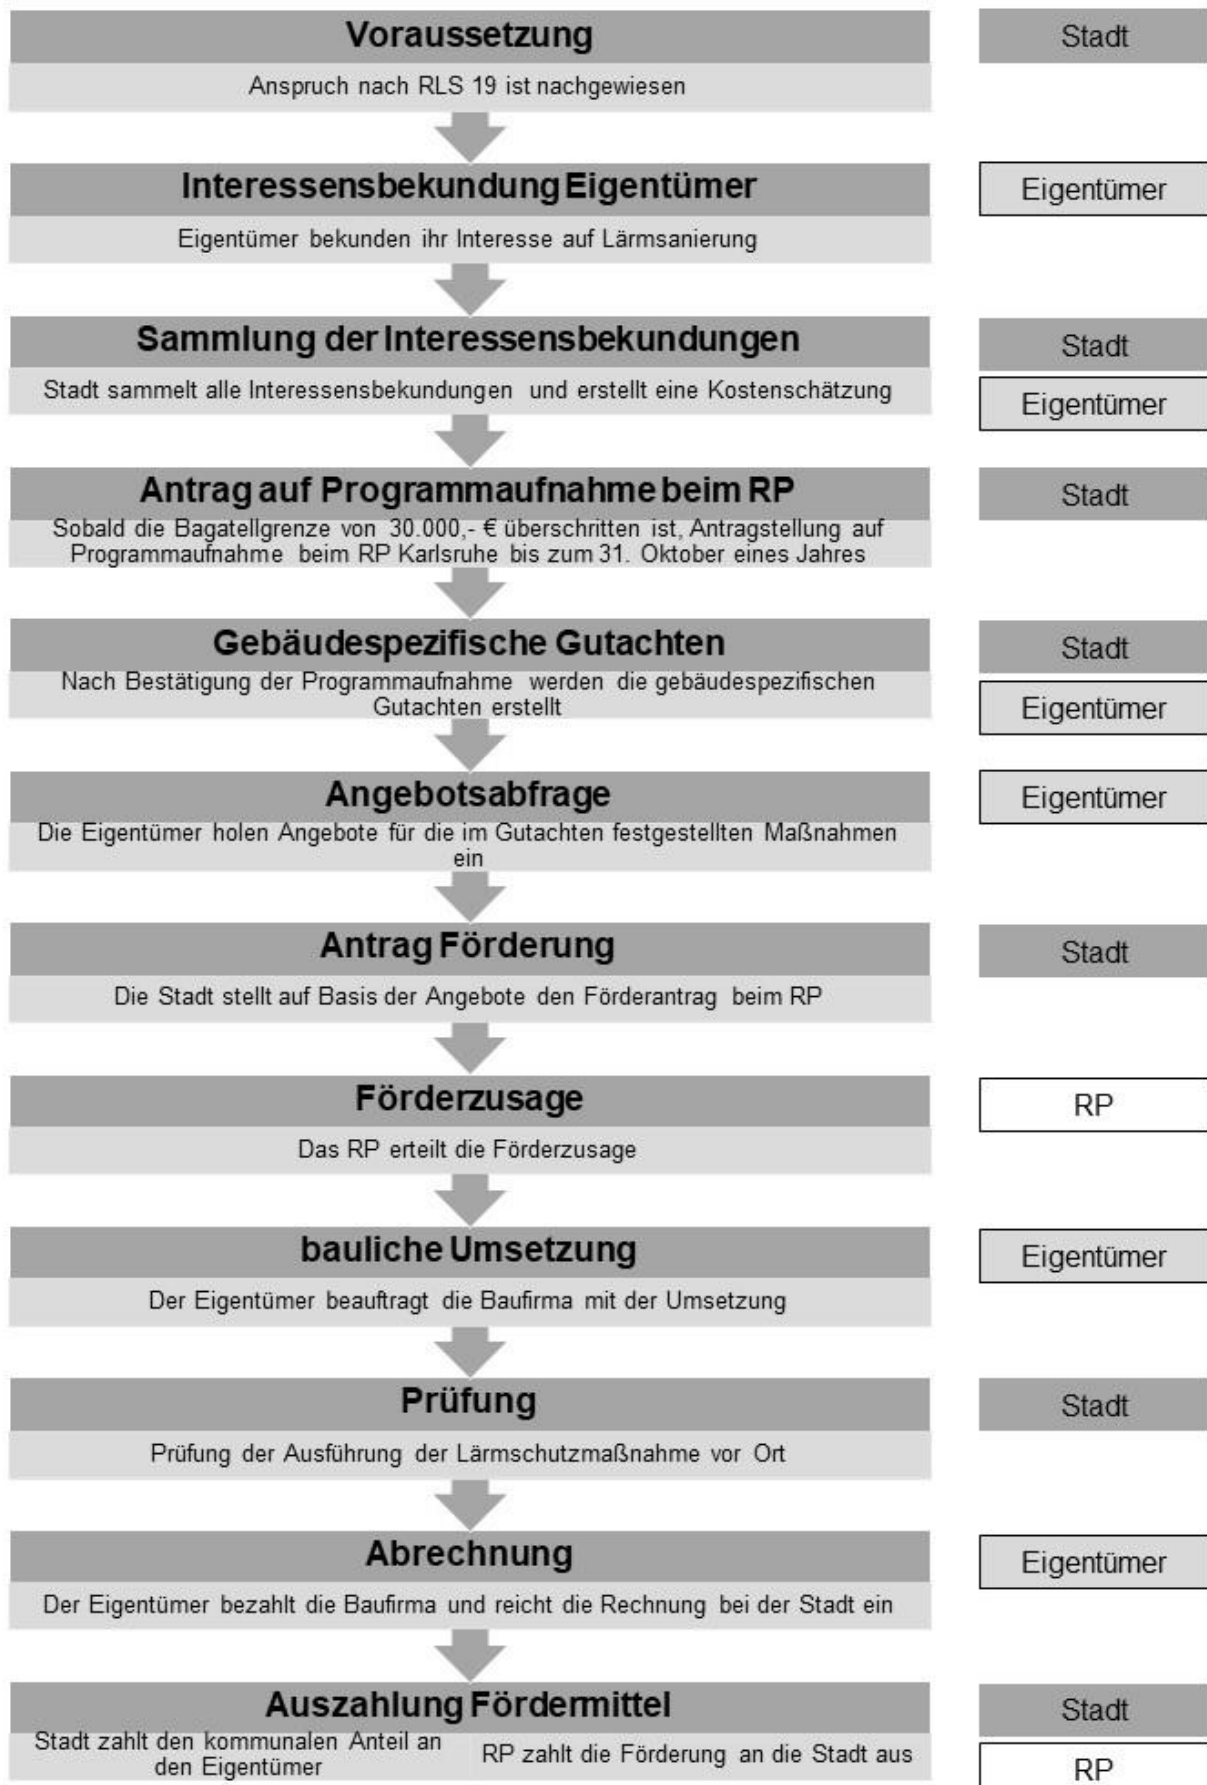 Voraussetzung
Stadt
Anspruch nach RLS 19 ist nachgewiesen
Interessensbekundung Eigentümer
Eigentümer
Eigentümer bekunden ihr Interesse auf Lärmsanierung
Sammlung der Interessensbekundungen
Stadt
Stadt sammelt alle Interessensbekundungen und erstellt eine Kostenschätzung
Eigentümer
Antrag auf Programmaufnahme beim RP
Stadt
Sobald die Bagatellgrenze von 30.000,- € überschritten ist, Antragstellung auf
Programmaufnahme beim RP Karlsruhe bis zum 31. Oktober eines Jahres
Gebäudespezifische Gutachten
Stadt
Nach Bestätigung der Programmaufnahme werden die gebäudespezifischen
Gutachten erstellt
Eigentümer
Angebotsabfrage
Eigentümer
Die Eigentümer holen Angebote für die im Gutachten festgestellten Maßnahmen
ein
Antrag Förderung
Stadt
Die Stadt stellt auf Basis der Angebote den Förderantrag beim RP
Förderzusage
RP
Das RP erteilt die Förderzusage
bauliche Umsetzung
Eigentümer
Der Eigentümer beauftragt die Baufirma mit der Umsetzung
Prüfung
Stadt
Prüfung der Ausführung der Lärmschutzmaßnahme vor Ort
Abrechnung
Eigentümer
Der Eigentümer bezahlt die Baufirma und reicht die Rechnung bei der Stadt ein
Auszahlung Fördermittel
Stadt
Stadt zahlt den kommunalen Anteil an
den Eigentümer
RP zahlt die Förderung an die Stadt aus
RP